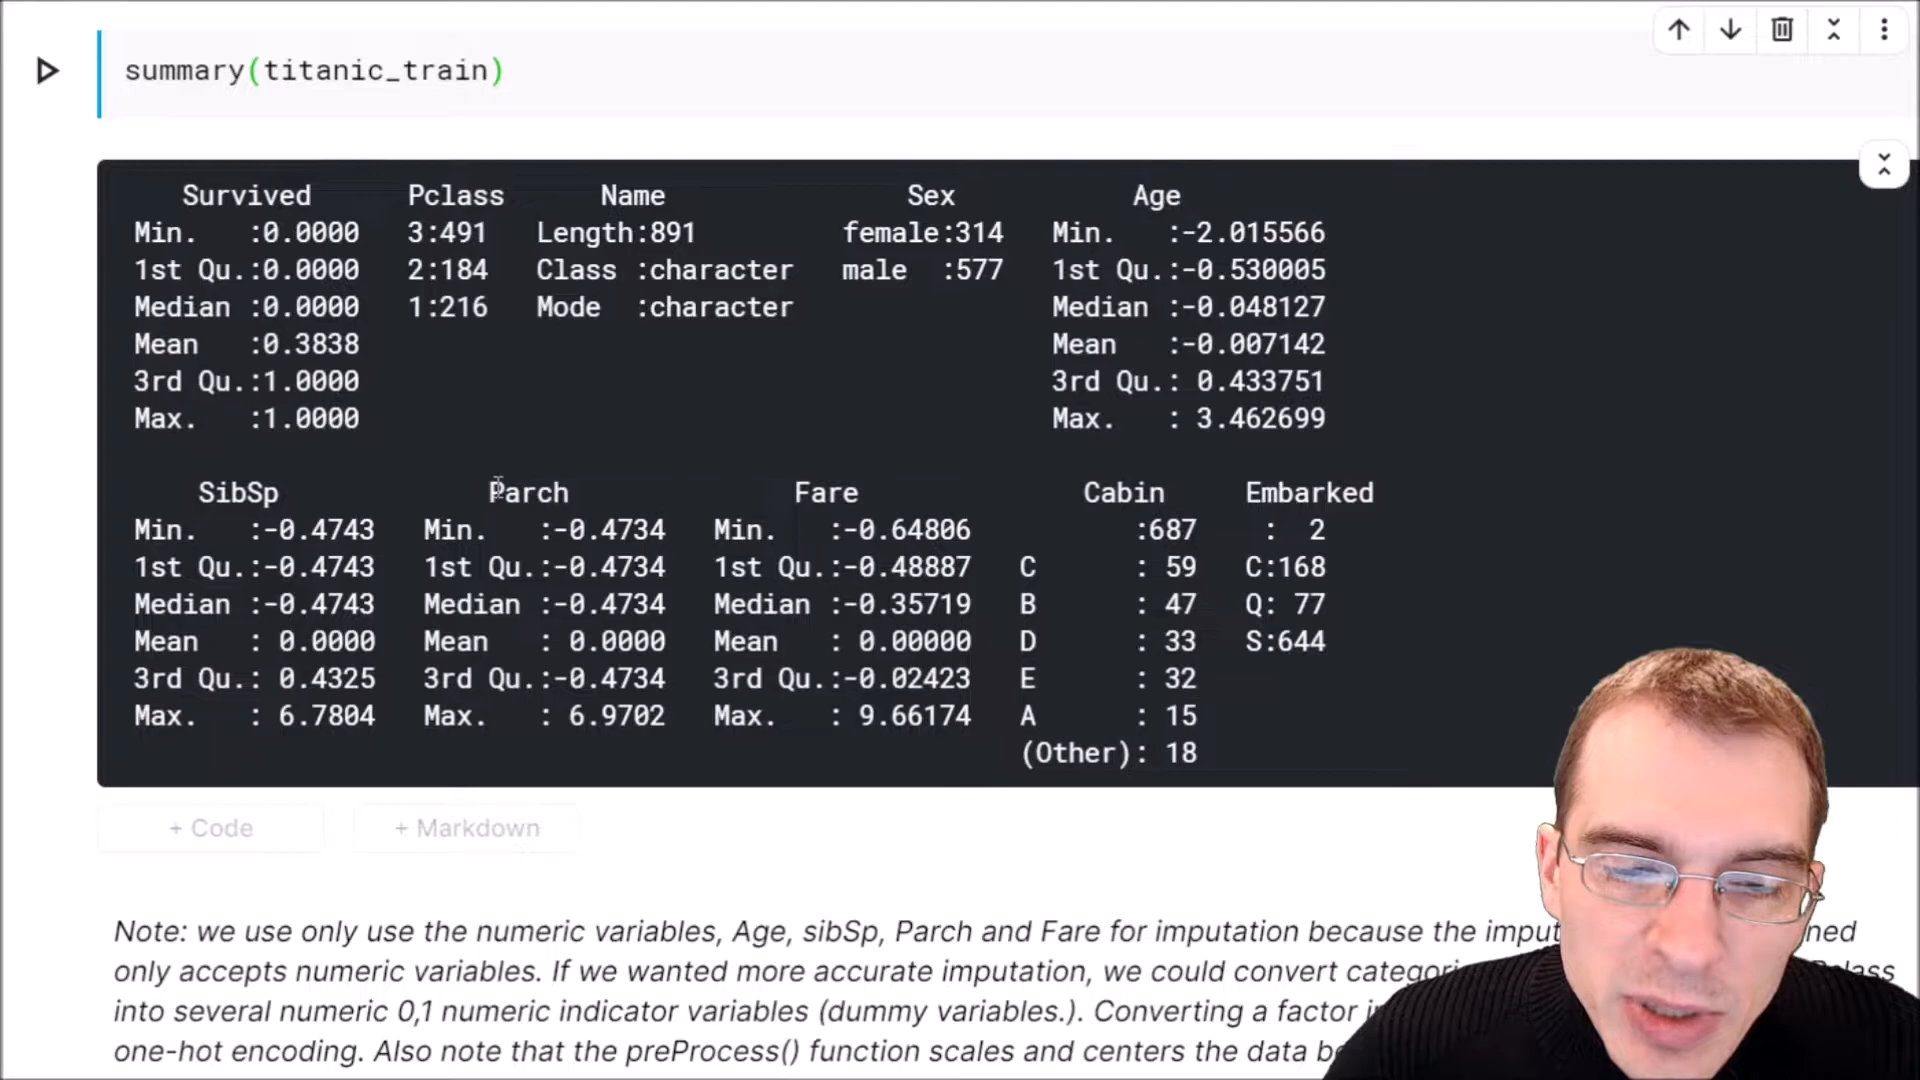 summary(titanic_train)
Survived Pclass Name Sex Age
Min. :0.0000 3:491 Length:891 female:314 Min. :-2.015566
1st Qu.:0.0000 2:184 Class :character male :577 1st Qu.:-0.530005
Median :0.0000 1:216 Mode :character Median :-0.048127
Mean :0.3838 Mean :-0.007142
3rd Qu.:1.0000 3rd Qu.: 0.433751
Max. :1.0000 Max. : 3.462699
SibSp Parch Fare Cabin Embarked
Min. :-0.4743 Min. :-0.4734 Min. :-0.64806 :687 : 2
1st Qu.:-0.4743 1st Qu.:-0.4734 1st Qu.:-0.48887 C : 59 C:168
Median :-0.4743 Median :-0.4734 Median :-0.35719 B : 47 Q: 77
Mean : 0.0000 Mean : 0.0000 Mean : 0.00000 D : 33 S:644
3rd Qu.: 0.4325 3rd Qu.:-0.4734 3rd Qu.:-0.02423 E : 32
Max. : 6.7804 Max. : 6.9702 Max. : 9.66174 A : 15
(Other): 18
+ Code + Markdown
Note: we use only use the numeric variables, Age, sibSp, Parch and Fare for imputation because the
only accepts numeric variables. If we wanted more accurate imputation, we could convert
into several numeric 0,1 numeric indicator variables (dummy variables.). Converting a factor
one-hot encoding. Also note that the preProcess() function scales and centers the data